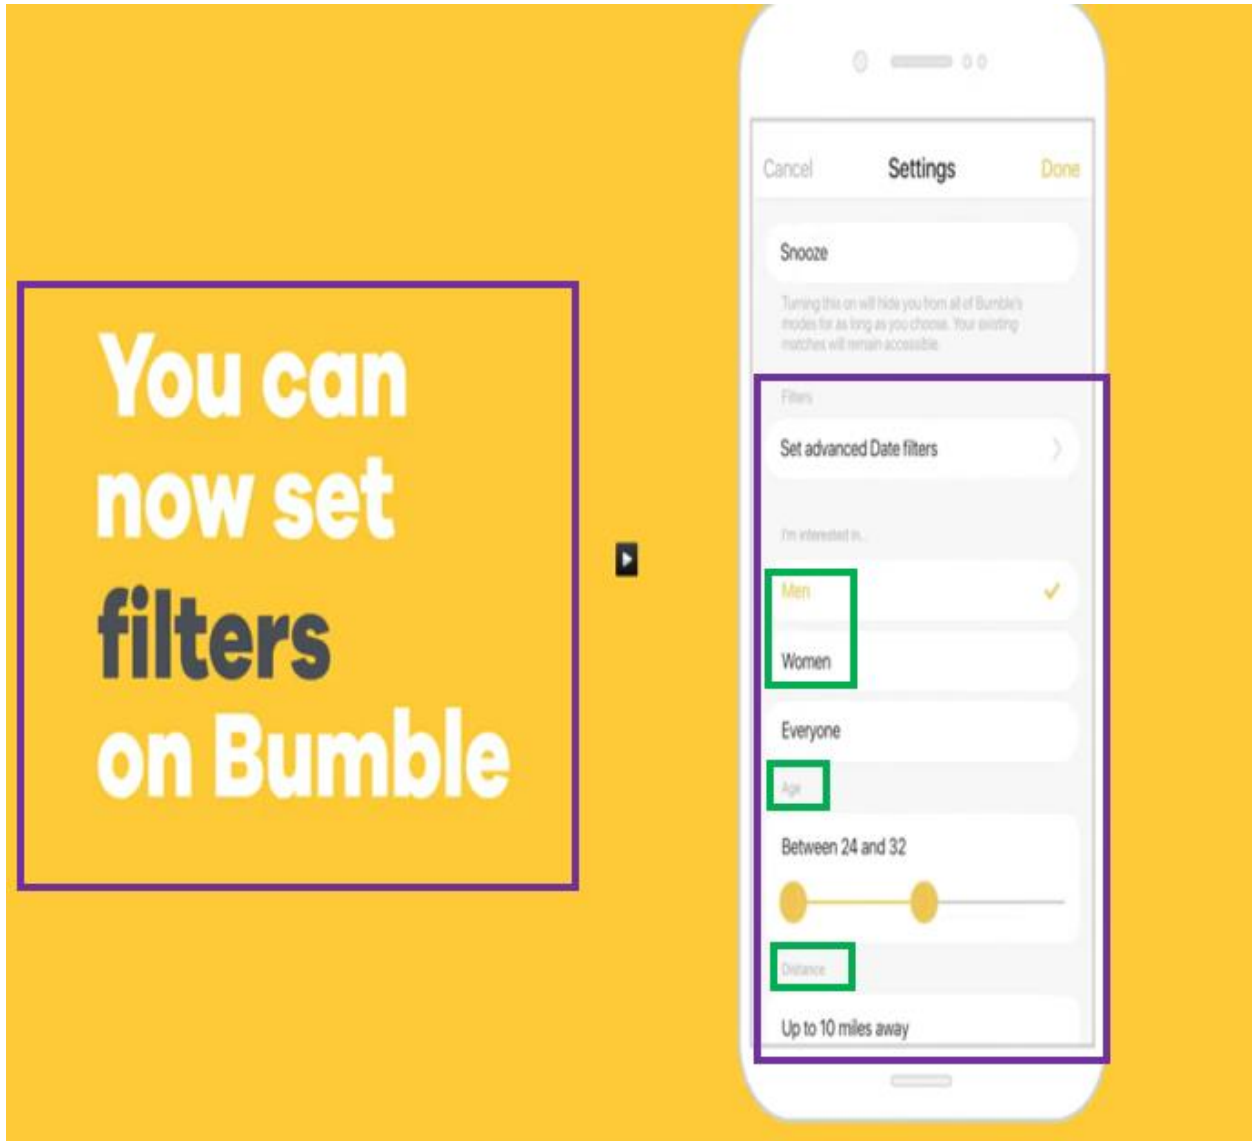 You can
now set
filters
on Bumble
Cancel Settings Done
Snooze
Turning this on will hide you from all of Bumble's
modes for as long as you choose. Your existing
matches will remain accessible.
Filters
Set advanced Date filters
I'm interested in...
Men
Women
Everyone
Age
Between 24 and 32
Distance
Up to 10 miles away